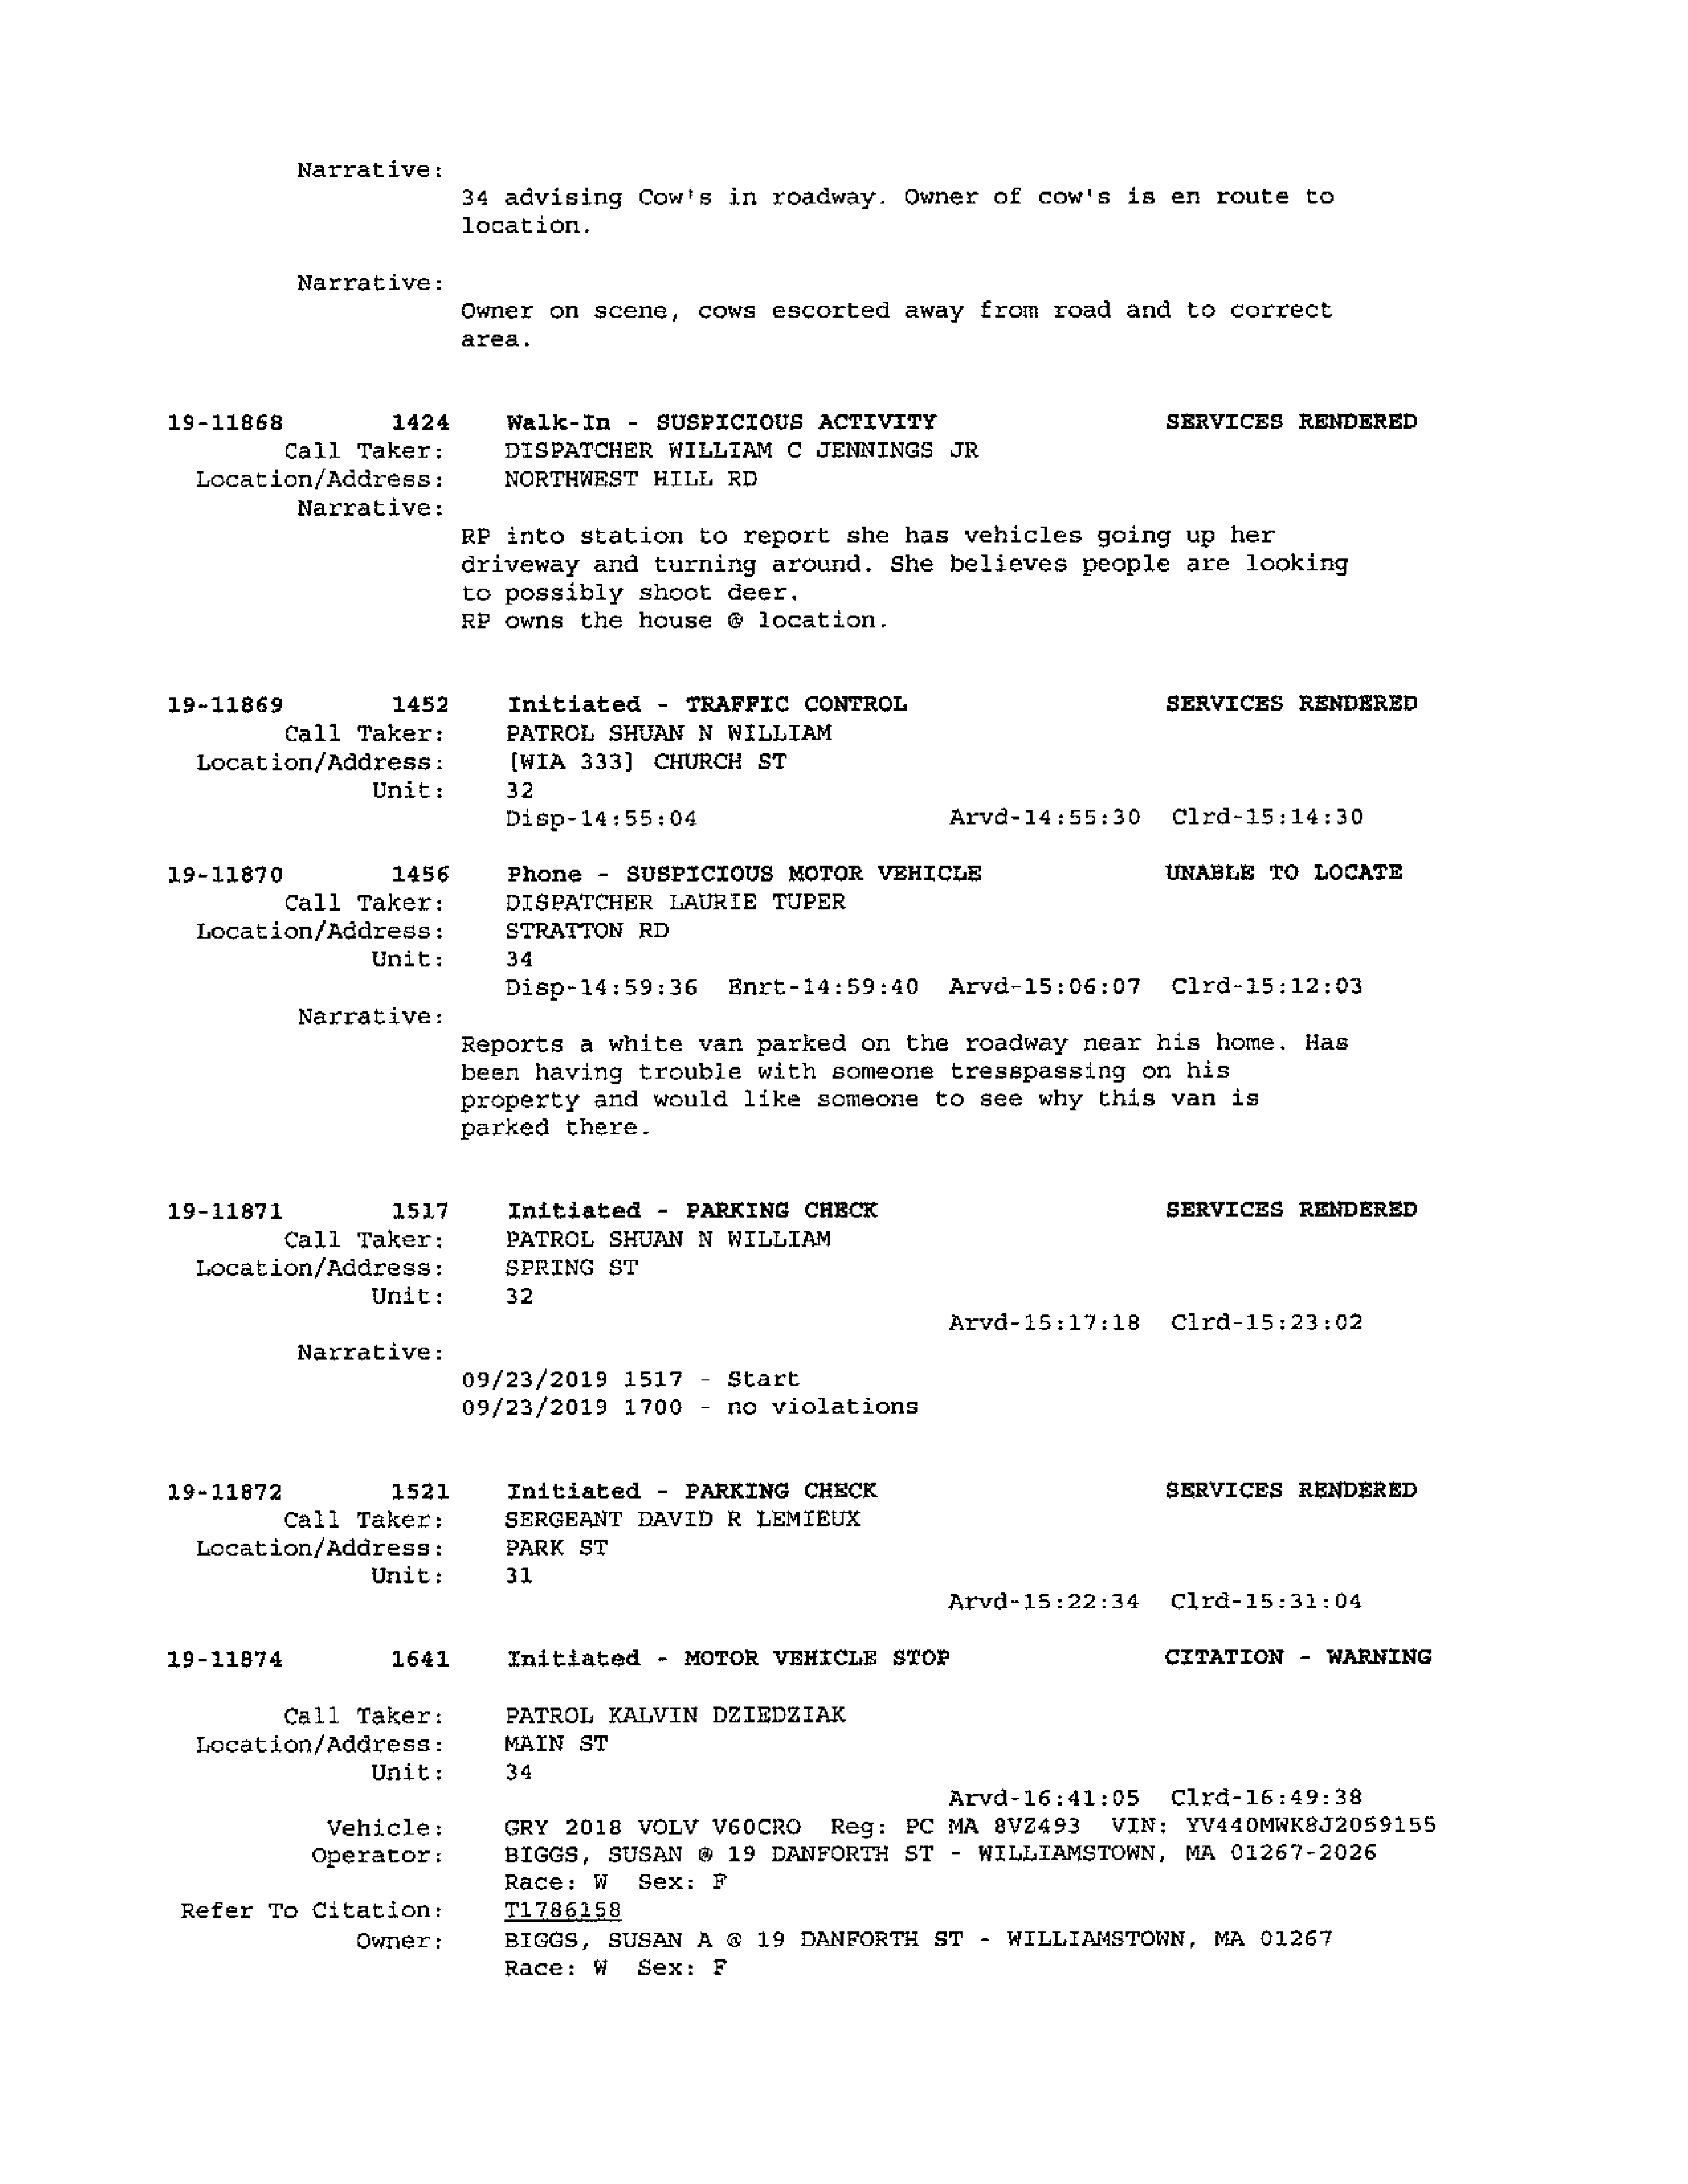 Narrative:
34 advising Cow's in roadway. Owner of cow's is en route to
location.
Narrative:
Owner on scene, cows escorted away from road and to correct
area.
19-11868 1424 Walk-In - SUSPICIOUS ACTIVITY SERVICES RENDERED
Call Taker: DISPATCHER WILLIAM C JENNINGS JR
Location/Address: NORTHWEST HILL RD
Narrative:
RP into station to report she has vehicles going up her
driveway and turning around. She believes people are looking
to possibly shoot deer.
RP owns the house @ location.
19-11869 1452 Initiated - TRAFFIC CONTROL SERVICES RENDERED
Call Taker: PATROL SHUAN N WILLIAM
Location/Address: [WIA 333] CHURCH ST
Unit: 32
Disp-14:55:04 Arvd-14:55:30 Clrd-15:14:30
19-11870 1456 Phone - SUSPICIOUS MOTOR VEHICLE UNABLE TO LOCATE
Call Taker: DISPATCHER LAURIE TUPER
Location/Address: STRATTON RD
Unit: 34
Disp-14:59:36 Enrt-14:59:40 Arvd-15:06:07 Clrd-15:12:03
Narrative:
Reports a white van parked on the roadway near his home. Has
been having trouble with someone tresspassing on his
property and would like someone to see why this van is
parked there.
19-11871 1517 Initiated - PARKING CHECK SERVICES RENDERED
Call Taker: PATROL SHUAN N WILLIAM
Location/Address: SPRING ST
Unit: 32
Arvd-15:17:18 Clrd-15:23:02
Narrative:
09/23/2019 1517 - Start
09/23/2019 1700 - no violations
19-11872 1521 Initiated - PARKING CHECK SERVICES RENDERED
Call Taker: SERGEANT DAVID R LEMIEUX
Location/Address: PARK ST
Unit: 31
Arvd-15:22:34 Clrd-15:31:04
19-11874 1641 Initiated - MOTOR VEHICLE STOP CITATION - WARNING
Call Taker: PATROL KALVIN DZIEDZIAK
Location/Address: MAIN ST
Unit: 34
Arvd-16:41:05 Clrd-16:49:38
Vehicle: GRY 2018 VOLV V60CRO Reg: PC MA 8VZ493 VIN: YV440MWK8J2059155
Operator: BIGGS, SUSAN @ 19 DANFORTH ST - WILLIAMSTOWN, MA 01267-2026
Race: W Sex: F
Refer To Citation: T1786158
Owner: BIGGS, SUSAN A @ 19 DANFORTH ST - WILLIAMSTOWN, MA 01267
Race: W Sex: F